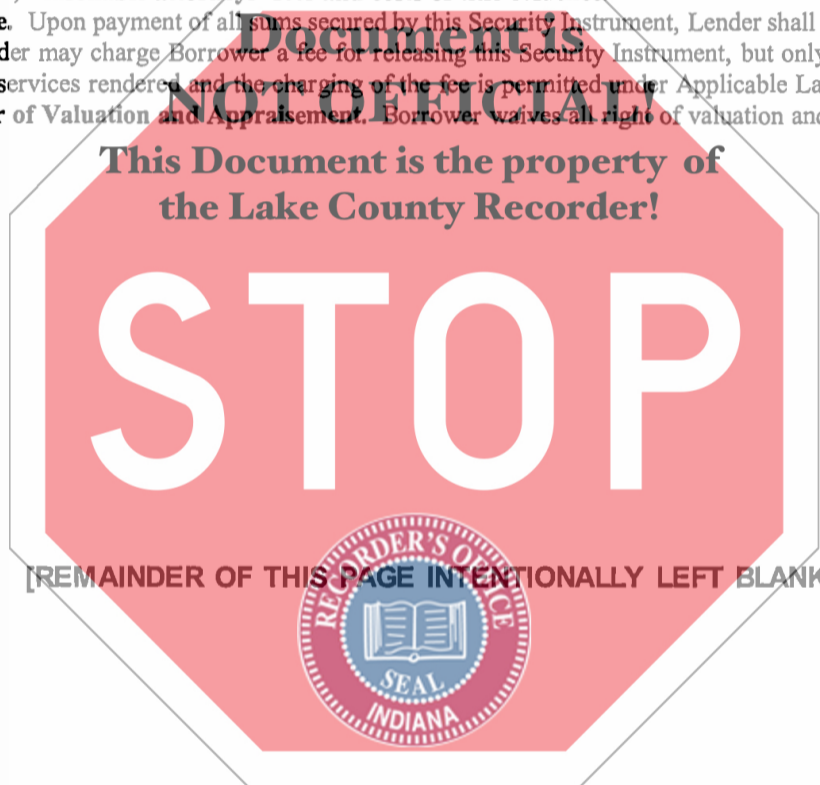 e. Upon payment of all sums secured by this Security Instrument, Lender shall
der may charge Borrower a fee for releasing this Security Instrument, but only
services rendered and the charging of the fee is permitted under Applicable La
r of Valuation and Appraisement. Borrower waives all right of valuation and
Document is
NOT OFFICIAL!
This Document is the property of
the Lake County Recorder!
STOP
[REMAINDER OF THIS PAGE INTENTIONALLY LEFT BLANK
RECORDER'S OFFICE
SEAL
INDIANA